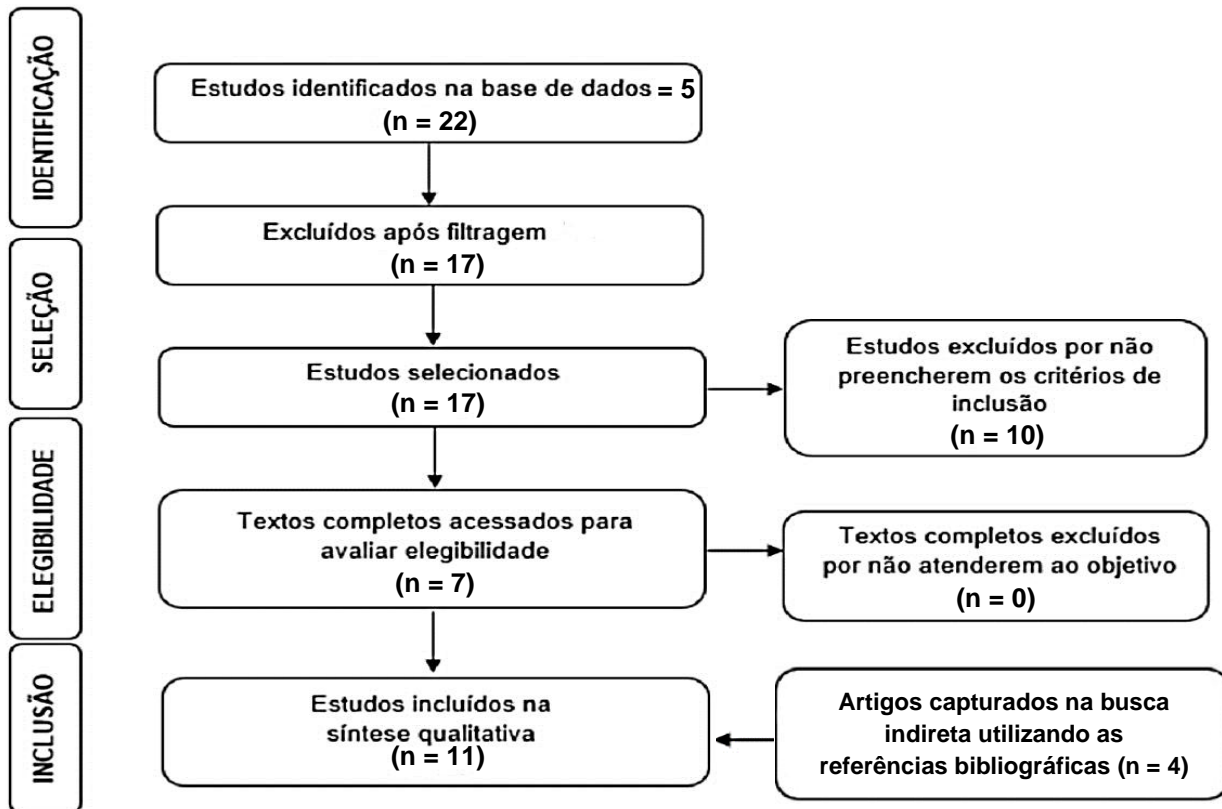 IDENTIFICAÇÃO
Estudos identificados na base de dados = 5
(n = 22)
Excluídos após filtragem
(n = 17)
SELEÇÃO
Estudos selecionados
(n = 17)
Estudos excluídos por não
preencherem os critérios de
inclusão
(n = 10)
ELEGIBILIDADE
Textos completos acessados para
avaliar elegibilidade
(n = 7)
Textos completos excluídos
por não atenderem ao objetivo
(n = 0)
INCLUSÃO
Estudos incluídos na
síntese qualitativa
(n = 11)
Artigos capturados na busca
indireta utilizando as
referências bibliográficas (n = 4)